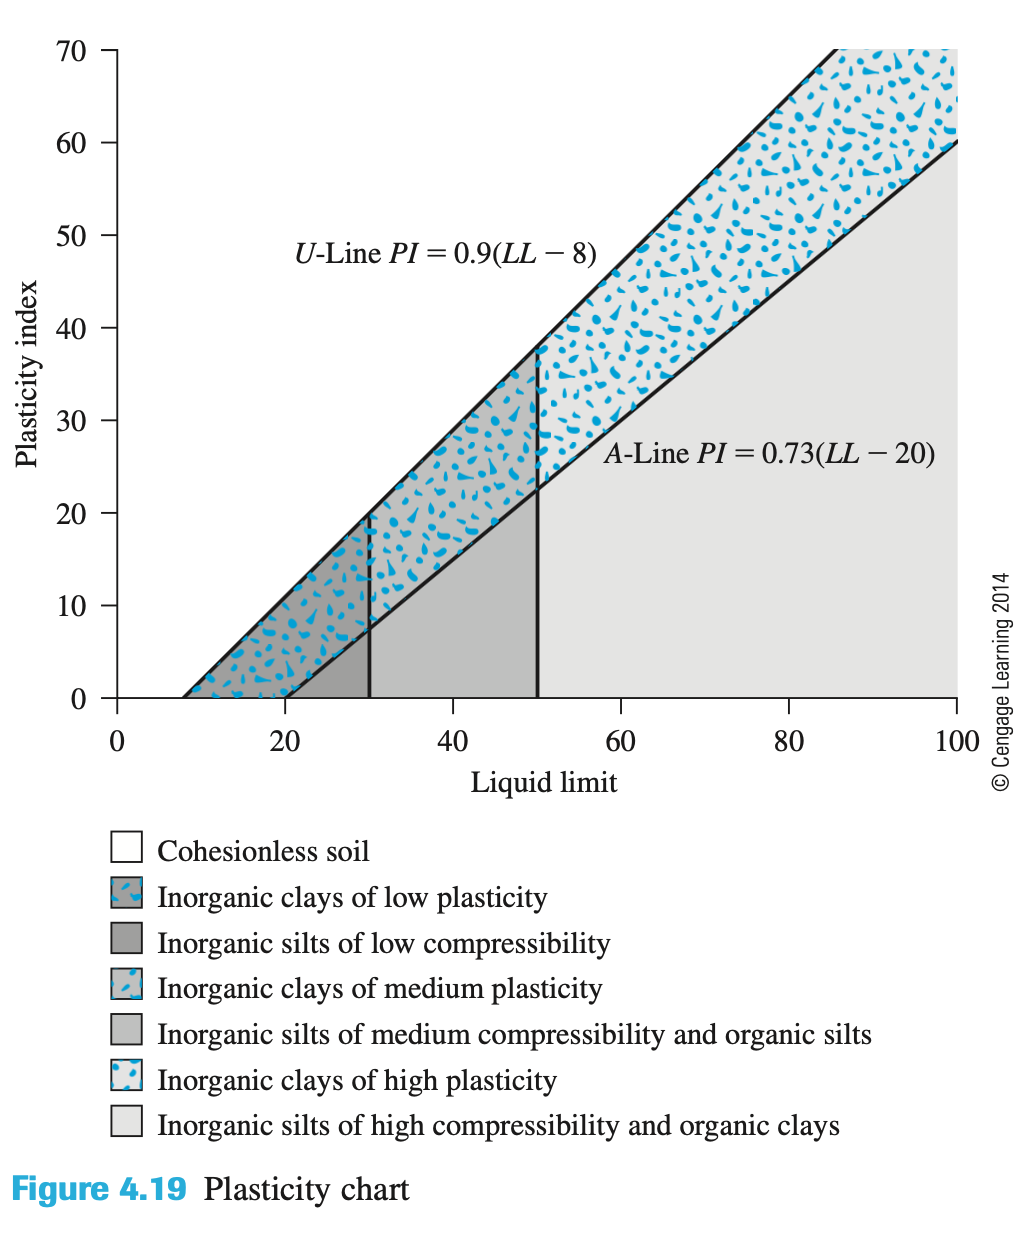 70
60
50
40
30
20
10
0
Plasticity index
U-Line PI = 0.9(LL − 8)
A-Line PI = 0.73(LL − 20)
0 20 40 60 80 100
Liquid limit
© Cengage Learning 2014
Cohesionless soil
Inorganic clays of low plasticity
Inorganic silts of low compressibility
Inorganic clays of medium plasticity
Inorganic silts of medium compressibility and organic silts
Inorganic clays of high plasticity
Inorganic silts of high compressibility and organic clays
Figure 4.19 Plasticity chart